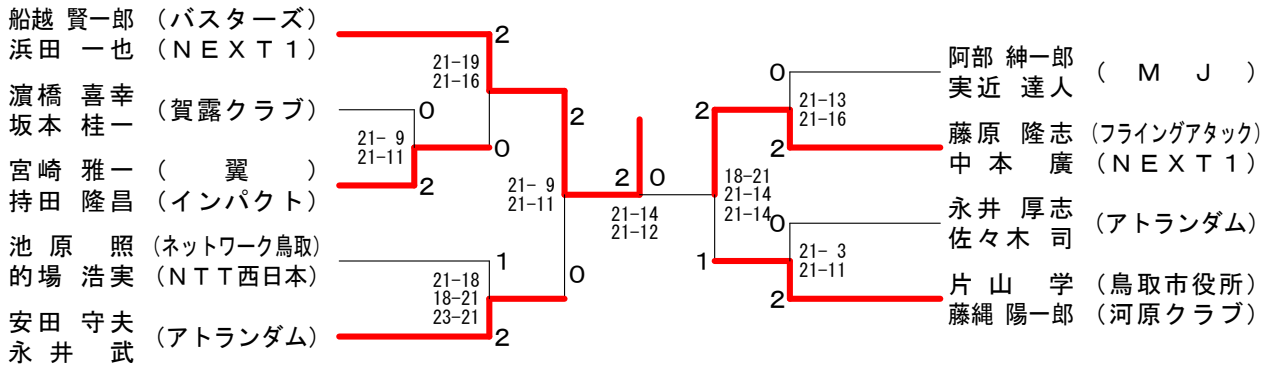 船越 賢一郎 (バスターズ)
浜田 一也 (ＮＥＸＴ１)
濵橋 喜幸
坂本 桂一
(賀露クラブ)
宮崎 雅一 (　翼　)
持田 隆昌 (インパクト)
池原　照 (ネットワーク鳥取)
的場 浩実 (ＮＴＴ西日本)
安田 守夫
永井　武
(アトランダム)
2
21-19
21-16
0
21- 9
21-11
0
2
2
21- 9
21-11
1
21-18
18-21
23-21
0
2
2 0
21-14
21-12
阿部 紳一郎
実近 達人
(　Ｍ　Ｊ　)
藤原 隆志 (フライングアタック)
中本　廣 (ＮＥＸＴ１)
永井 厚志
佐々木 司
(アトランダム)
片山　学 (鳥取市役所)
藤縄 陽一郎 (河原クラブ)
0
21-13
21-16
2
2
18-21
21-14
21-14
0
1
21- 3
21-11
2